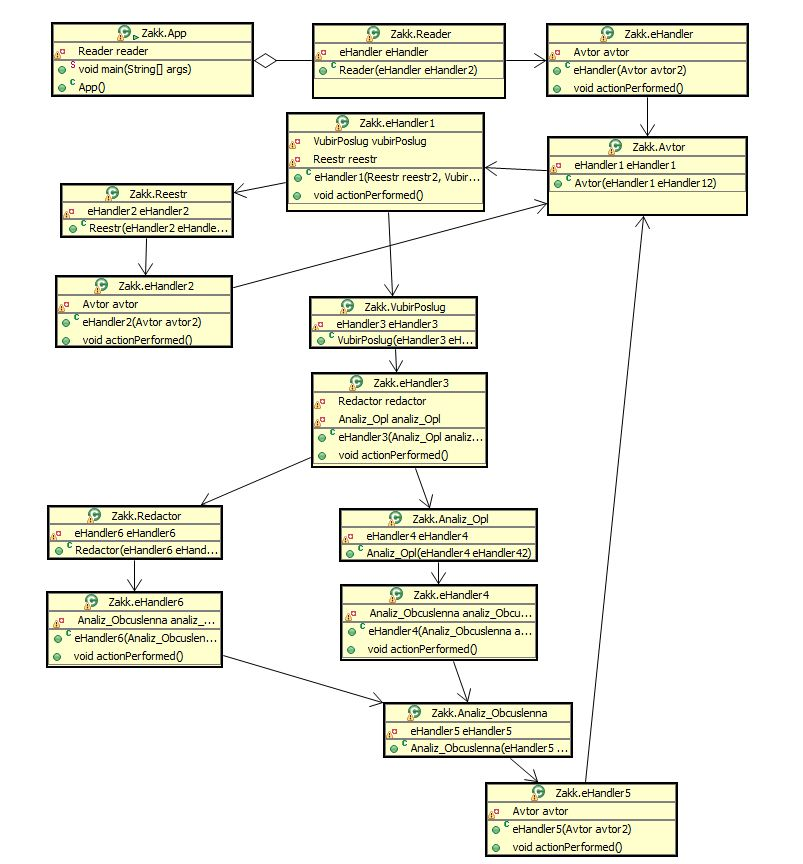 Zakk.App
Reader reader
void main(String[] args)
App()
Zakk.Reader
eHandler eHandler
Reader(eHandler eHandler2)
Zakk.eHandler
Avtor avtor
eHandler(Avtor avtor2)
void actionPerformed()
Zakk.eHandler1
VubirPoslug vubirPoslug
Reestr reestr
eHandler1(Reestr reestr2, Vubir...
void actionPerformed()
Zakk.Avtor
eHandler1 eHandler1
Avtor(eHandler1 eHandler12)
Zakk.Reestr
eHandler2 eHandler2
Reestr(eHandler2 eHandle...
Zakk.eHandler2
Avtor avtor
eHandler2(Avtor avtor2)
void actionPerformed()
Zakk.VubirPoslug
eHandler3 eHandler3
VubirPoslug(eHandler3 eH...
Zakk.eHandler3
Redactor redactor
Analiz_Opl analiz_Opl
eHandler3(Analiz_Opl analiz...
void actionPerformed()
Zakk.Redactor
eHandler6 eHandler6
Redactor(eHandler6 eHand...
Zakk.Analiz_Opl
eHandler4 eHandler4
Analiz_Opl(eHandler4 eHandler42)
Zakk.eHandler6
Analiz_Obcuslenna analiz_...
eHandler6(Analiz_Obcuslen...
void actionPerformed()
Zakk.eHandler4
Analiz_Obcuslenna analiz_Obcu...
eHandler4(Analiz_Obcuslenna a...
void actionPerformed()
Zakk.Analiz_Obcuslenna
eHandler5 eHandler5
Analiz_Obcuslenna(eHandler5 ...
Zakk.eHandler5
Avtor avtor
eHandler5(Avtor avtor2)
void actionPerformed()